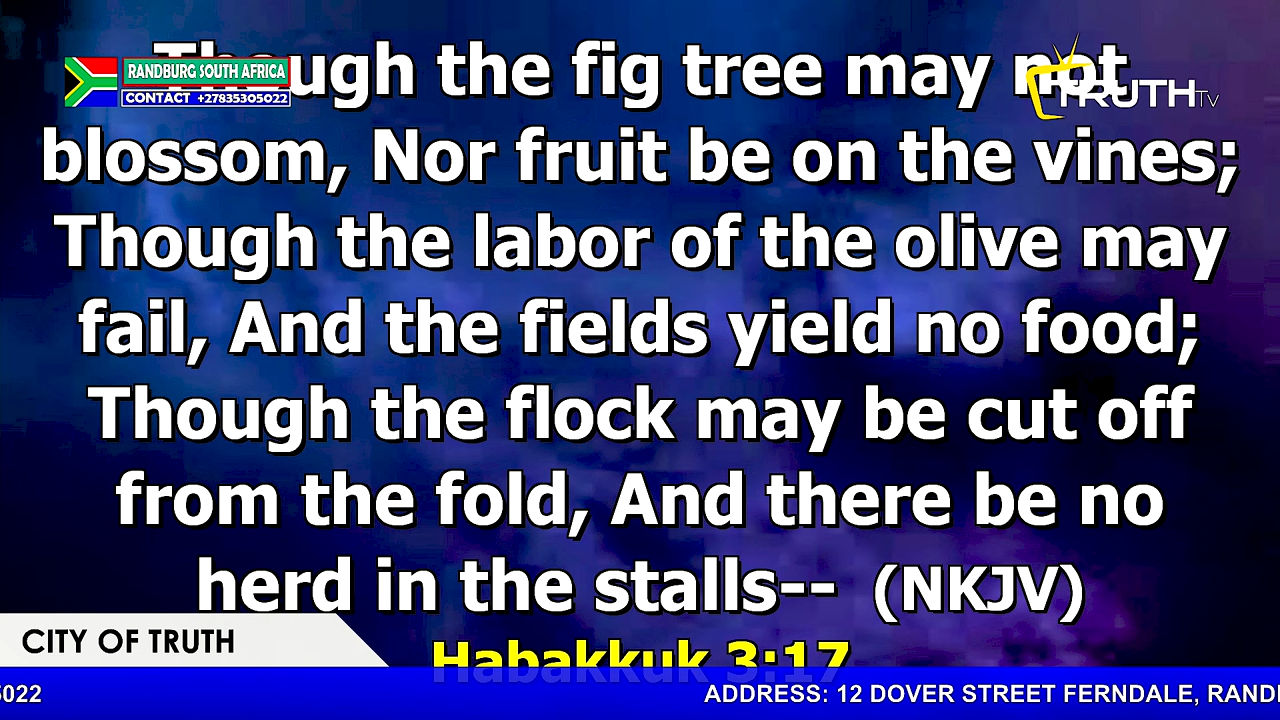 Though the fig tree may not
RANDBURG SOUTH AFRICA
CONTACT +27835305022
TRUTH TV
blossom, Nor fruit be on the vines;
Though the labor of the olive may
fail, And the fields yield no food;
Though the flock may be cut off
from the fold, And there be no
herd in the stalls-- (NKJV)
CITY OF TRUTH
Habakkuk 3:17
5022 ADDRESS: 12 DOVER STREET FERNDALE, RAND